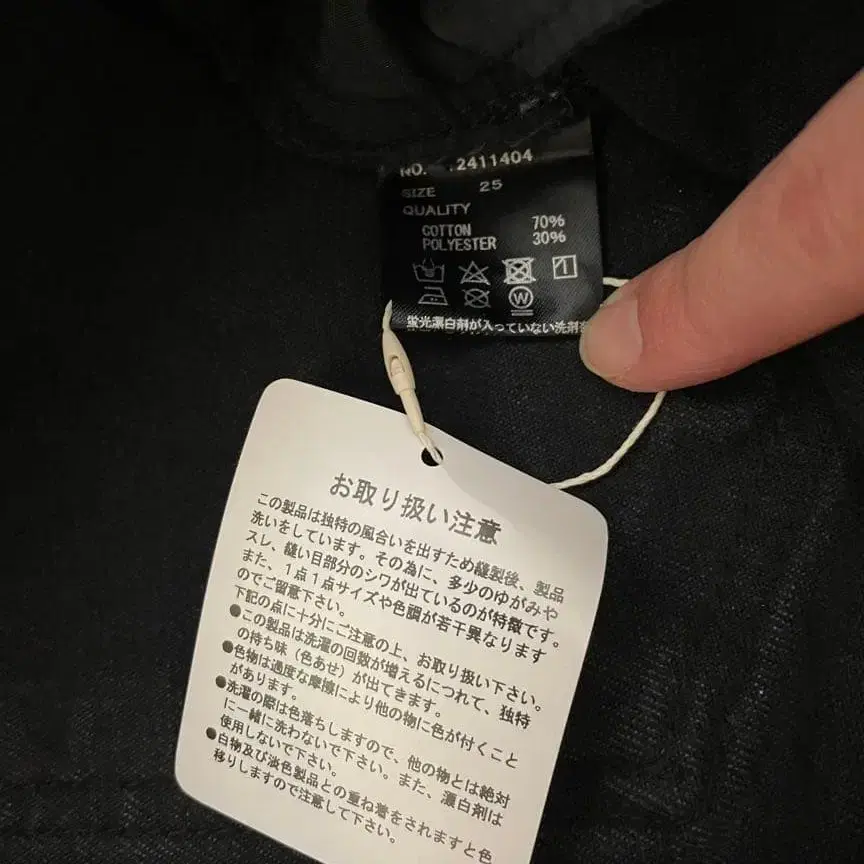 NO. 2411404
SIZE 25
QUALITY
COTTON 70%
POLYESTER 30%
W
蛍光漂白剤が入っていない洗剤
お取り扱い注意
この製品は独特の風合いを出すため縫製後、製品
洗いをしています。その為に、多少のゆがみや
スレ、縫い目部分のシワが出ているのが特徴です。
また、1点1点サイズや色調が若干異なります
のでご留意下さい。
下記の点に十分にご注意の上、お取り扱い下さい。
●この製品は洗濯の回数が増えるにつれて、独特
の持ち味（色あせ）が出てきます。
●色物は過度な摩擦により他の物に色が付くこと
があります。
●洗濯の際は色落ちしますので、他の物とは絶対
に一緒に洗わないで下さい。また、漂白剤は
使用しないで下さい。
●白物及び淡色製品との重ね着をされますと色
移りしますので注意して下さい。